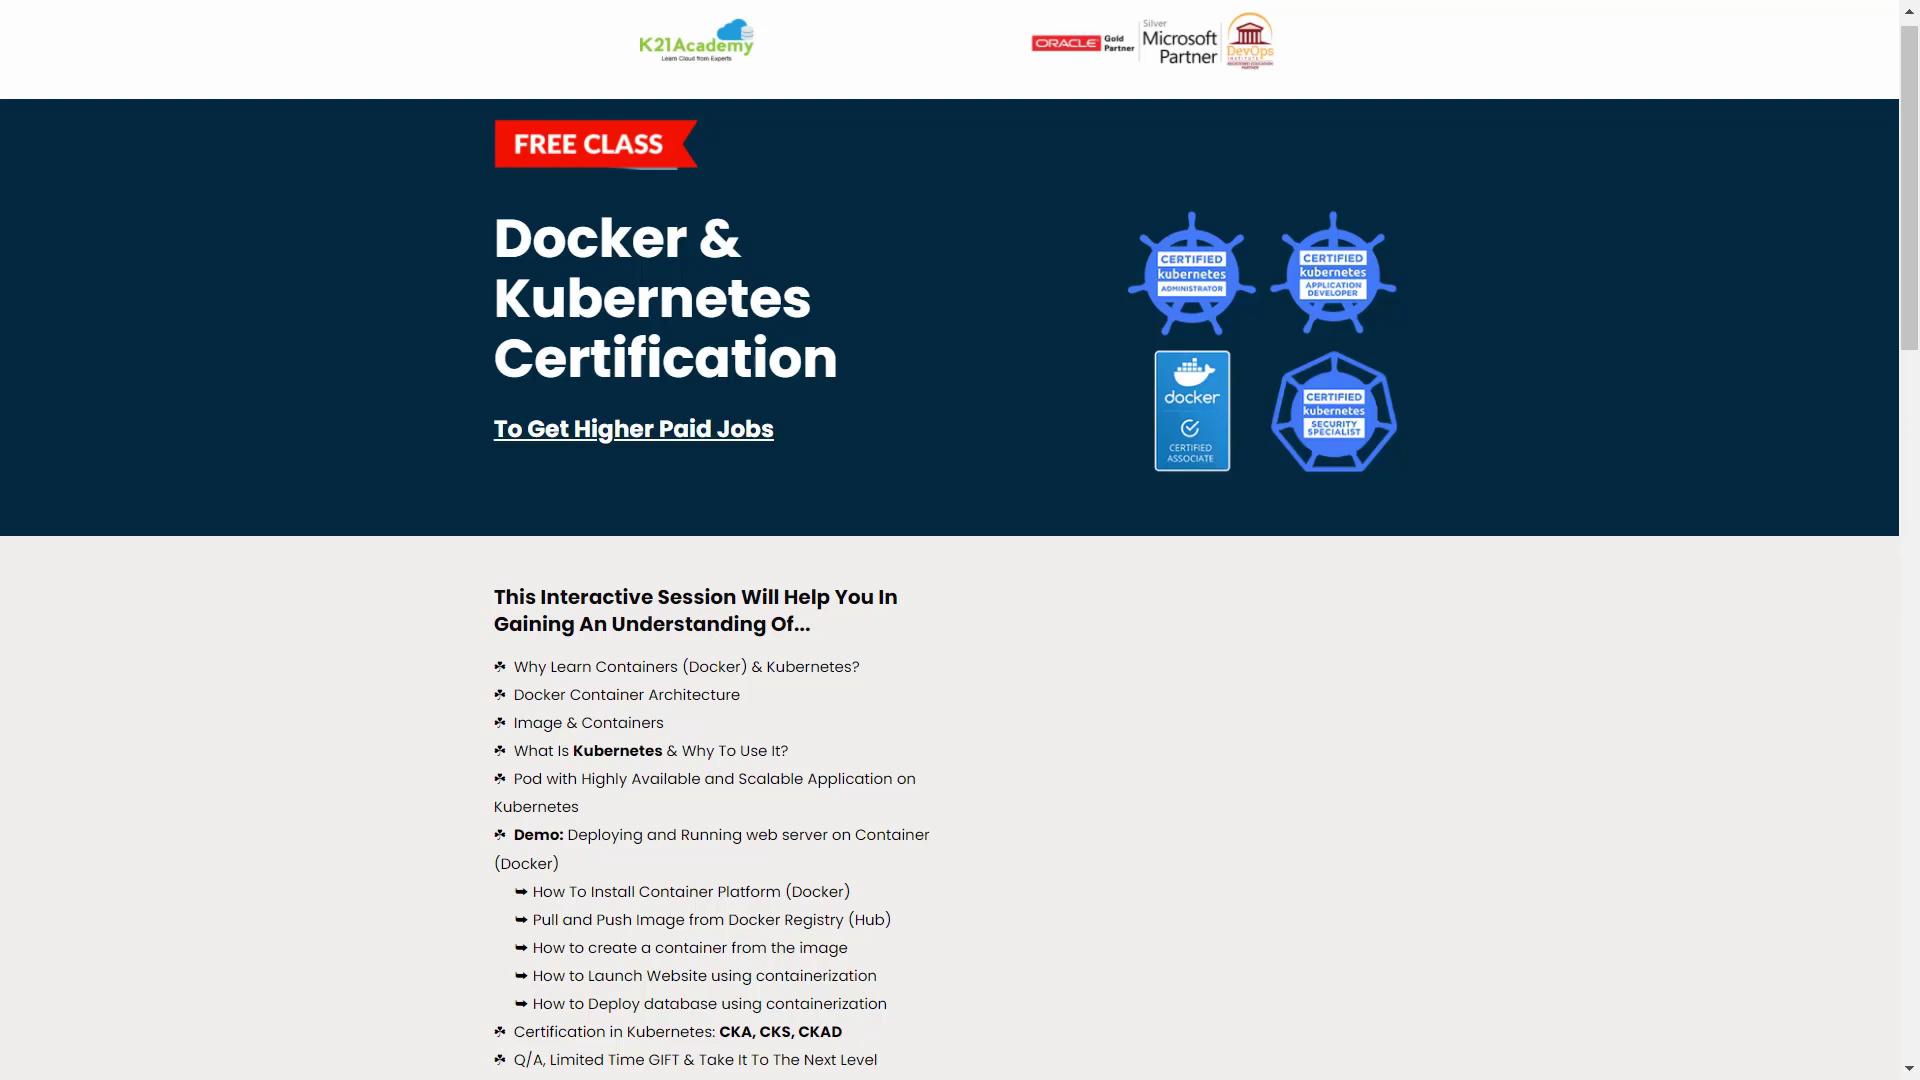 K21Academy
Learn Cloud from Experts
ORACLE Gold Partner
Silver
Microsoft
Partner
DevOps
INSTITUTE
REGISTERED EDUCATION
PARTNER
FREE CLASS
Docker &
Kubernetes
Certification
To Get Higher Paid Jobs
CERTIFIED
kubernetes
ADMINISTRATOR
CERTIFIED
kubernetes
APPLICATION
DEVELOPER
docker
CERTIFIED
ASSOCIATE
CERTIFIED
kubernetes
SECURITY
SPECIALIST
This Interactive Session Will Help You In
Gaining An Understanding Of...
☘ Why Learn Containers (Docker) & Kubernetes?
☘ Docker Container Architecture
☘ Image & Containers
☘ What Is Kubernetes & Why To Use It?
☘ Pod with Highly Available and Scalable Application on
Kubernetes
☘ Demo: Deploying and Running web server on Container
(Docker)
➥ How To Install Container Platform (Docker)
➥ Pull and Push Image from Docker Registry (Hub)
➥ How to create a container from the image
➥ How to Launch Website using containerization
➥ How to Deploy database using containerization
☘ Certification in Kubernetes: CKA, CKS, CKAD
☘ Q/A, Limited Time GIFT & Take It To The Next Level